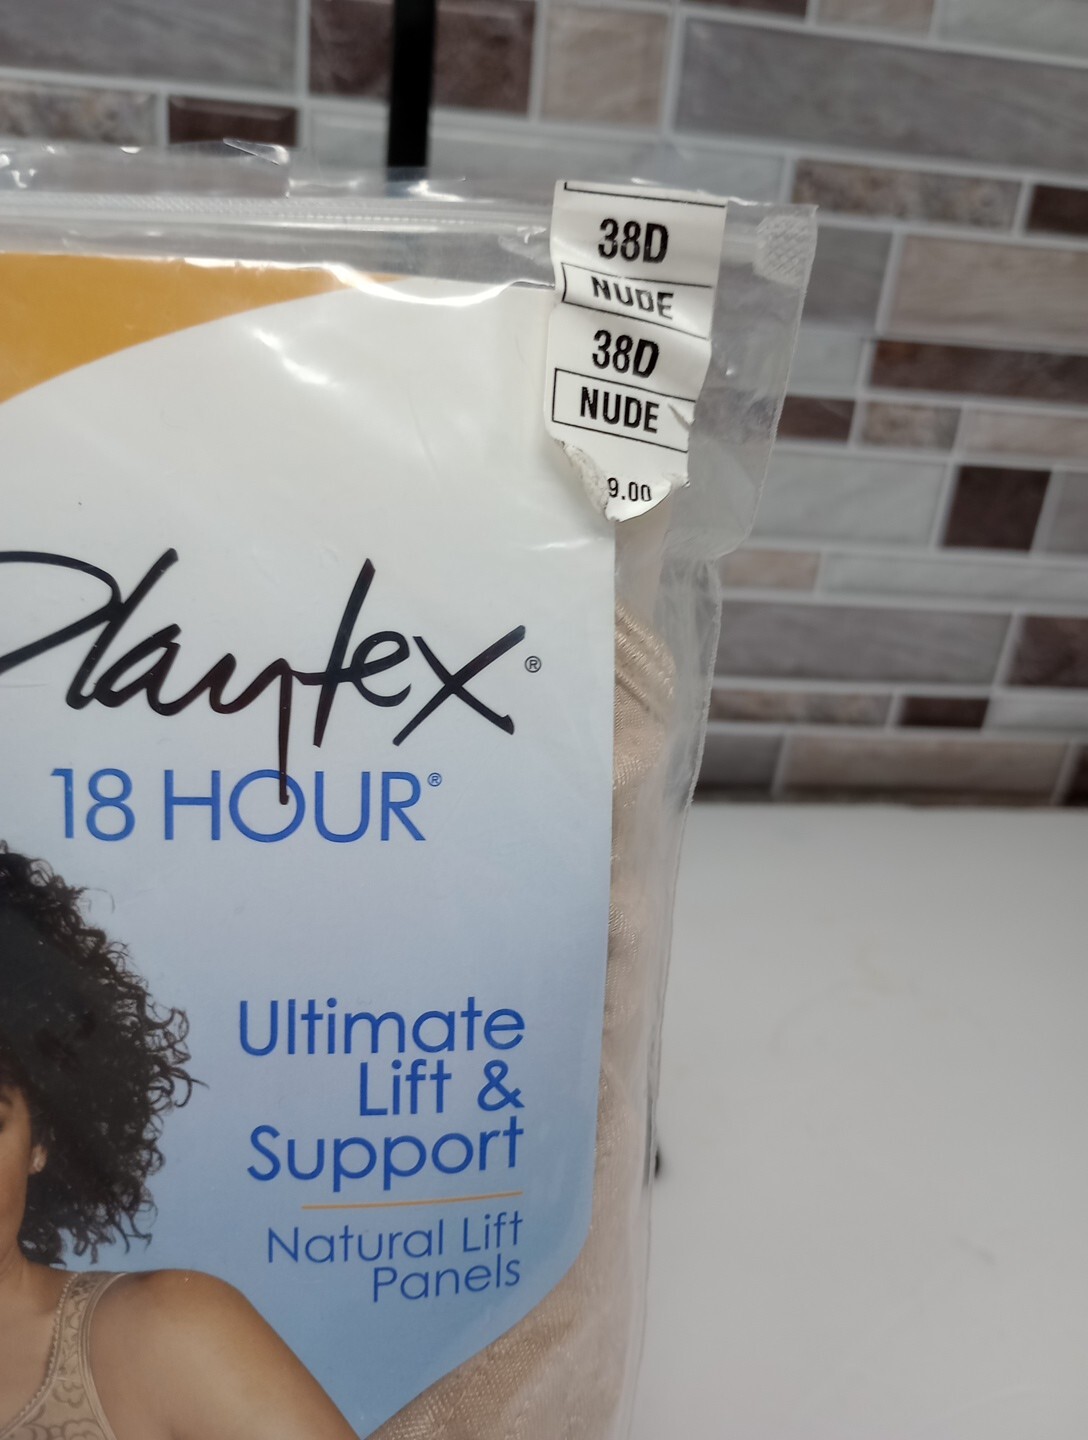 38D
NUDE
38D
NUDE
9.00
Playtex®
18 HOUR®
Ultimate
Lift &
Support
Natural Lift
Panels